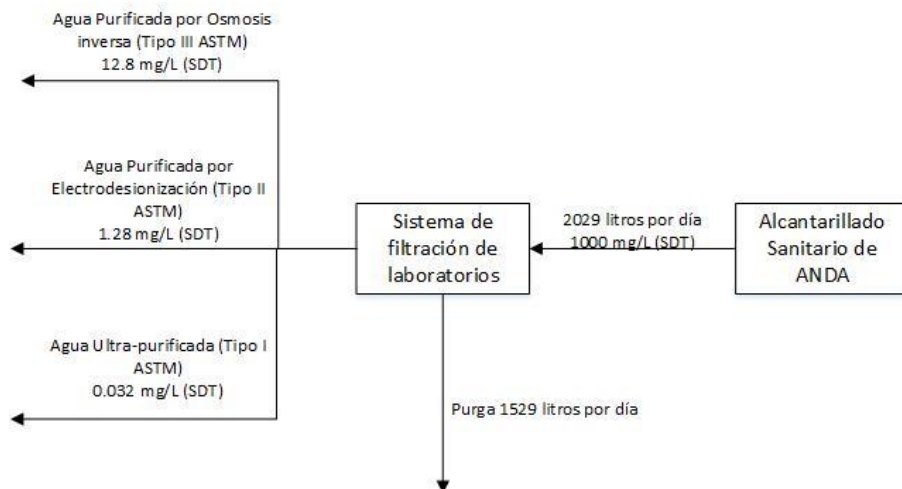 Agua Purificada por Osmosis
inversa (Tipo III ASTM)
12.8 mg/L (SDT)
Agua Purificada por
Electrodesionización (Tipo II
ASTM)
1.28 mg/L (SDT)
Sistema de
filtración de
laboratorios
2029 litros por día
1000 mg/L (SDT)
Alcantarillado
Sanitario de
ANDA
Agua Ultra-purificada (Tipo I
ASTM)
0.032 mg/L (SDT)
Purga 1529 litros por día